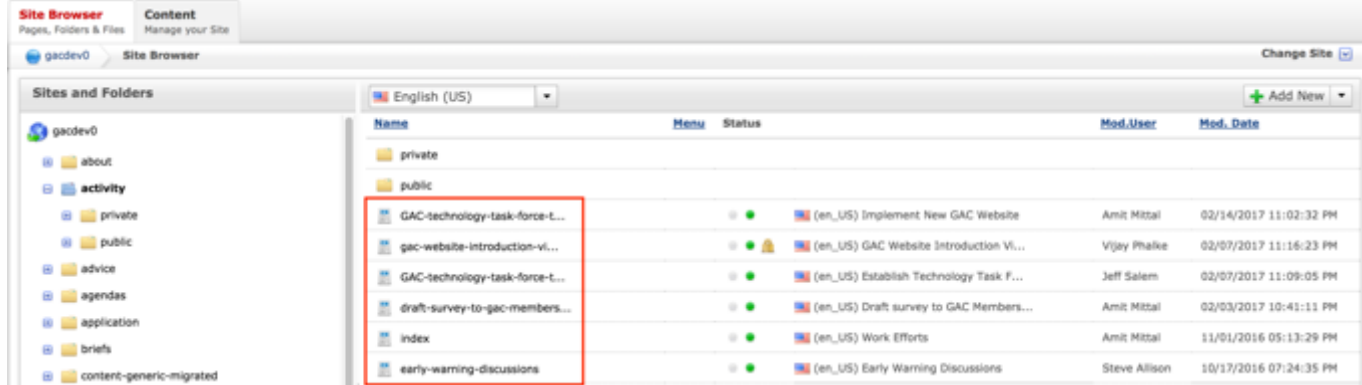 Site Browser
Pages, Folders & Files
Content
Manage your Site
gacdev0
Site Browser
Change Site
Sites and Folders
gacdev0
about
activity
private
public
advice
agendas
application
briefs
content-generic-migrated
English (US)
Add New
Name Menu Status Mod.User Mod. Date
private
public
GAC-technology-task-force-t... (en_US) Implement New GAC Website Amit Mittal 02/14/2017 11:02:32 PM
gac-website-introduction-vi... (en_US) GAC Website Introduction Vi... Vijay Phalke 02/07/2017 11:16:23 PM
GAC-technology-task-force-t... (en_US) Establish Technology Task F... Jeff Salem 02/07/2017 11:09:05 PM
draft-survey-to-gac-members... (en_US) Draft survey to GAC Members... Amit Mittal 02/03/2017 10:41:11 PM
index (en_US) Work Efforts Amit Mittal 11/01/2016 05:13:29 PM
early-warning-discussions (en_US) Early Warning Discussions Steve Allison 10/17/2016 07:24:35 PM